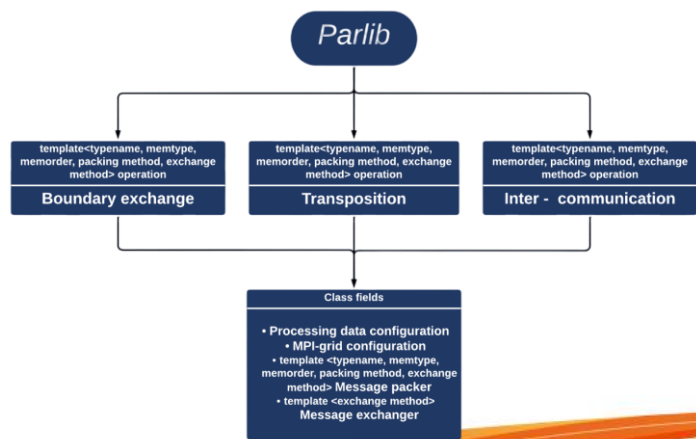 Parlib
template<typename, memtype,
memorder, packing method, exchange
method> operation
Boundary exchange
template<typename, memtype,
memorder, packing method, exchange
method> operation
Transposition
template<typename, memtype,
memorder, packing method, exchange
method> operation
Inter - communication
Class fields
• Processing data configuration
• MPI-grid configuration
• template <typename, memtype,
memorder, packing method, exchange
method> Message packer
• template <exchange method>
Message exchanger